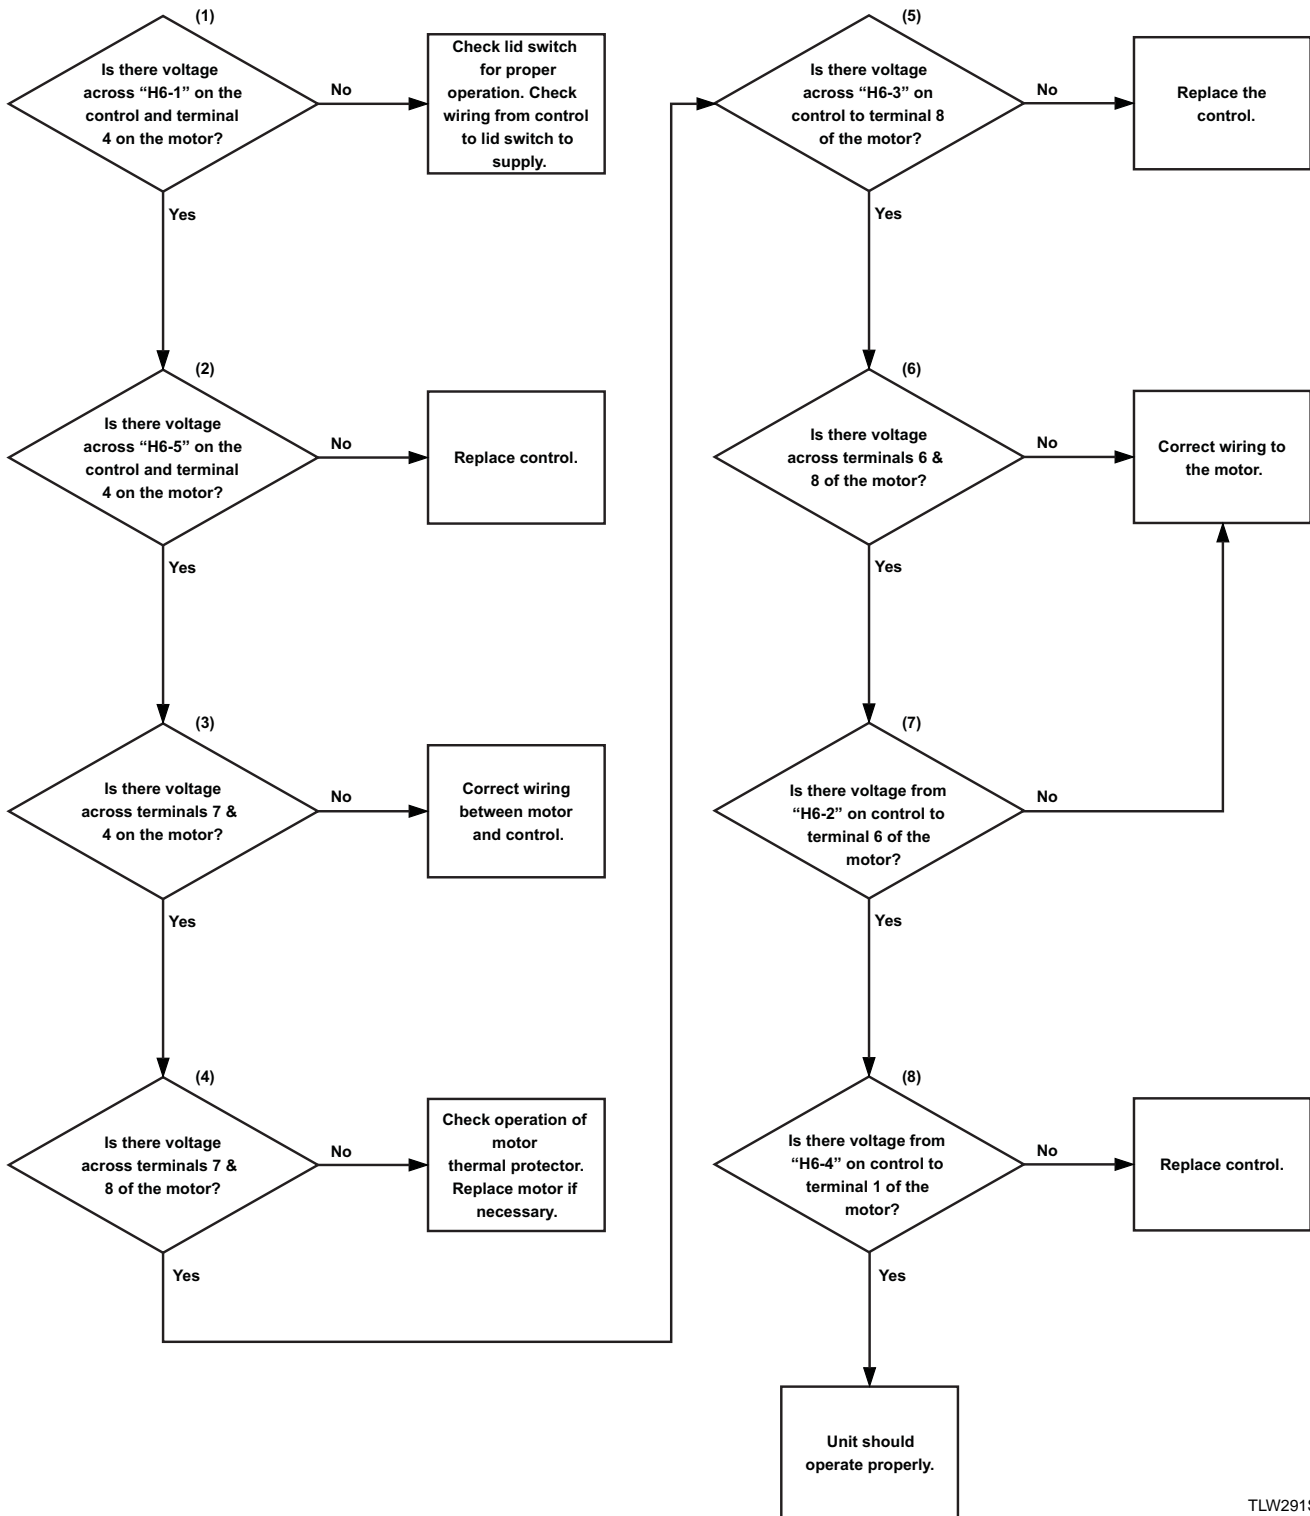 (1)
Is there voltage
across “H6-1” on the
control and terminal
4 on the motor?
No
Check lid switch
for proper
operation. Check
wiring from control
to lid switch to
supply.
Yes
(2)
Is there voltage
across “H6-5” on the
control and terminal
4 on the motor?
No
Replace control.
Yes
(3)
Is there voltage
across terminals 7 &
4 on the motor?
No
Correct wiring
between motor
and control.
Yes
(4)
Is there voltage
across terminals 7 &
8 of the motor?
No
Check operation of
motor
thermal protector.
Replace motor if
necessary.
Yes
(5)
Is there voltage
across “H6-3” on
control to terminal 8
of the motor?
No
Replace the
control.
Yes
(6)
Is there voltage
across terminals 6 &
8 of the motor?
No
Correct wiring to
the motor.
Yes
(7)
Is there voltage from
“H6-2” on control to
terminal 6 of the
motor?
No
Yes
(8)
Is there voltage from
“H6-4” on control to
terminal 1 of the
motor?
No
Replace control.
Yes
Unit should
operate properly.
TLW291S